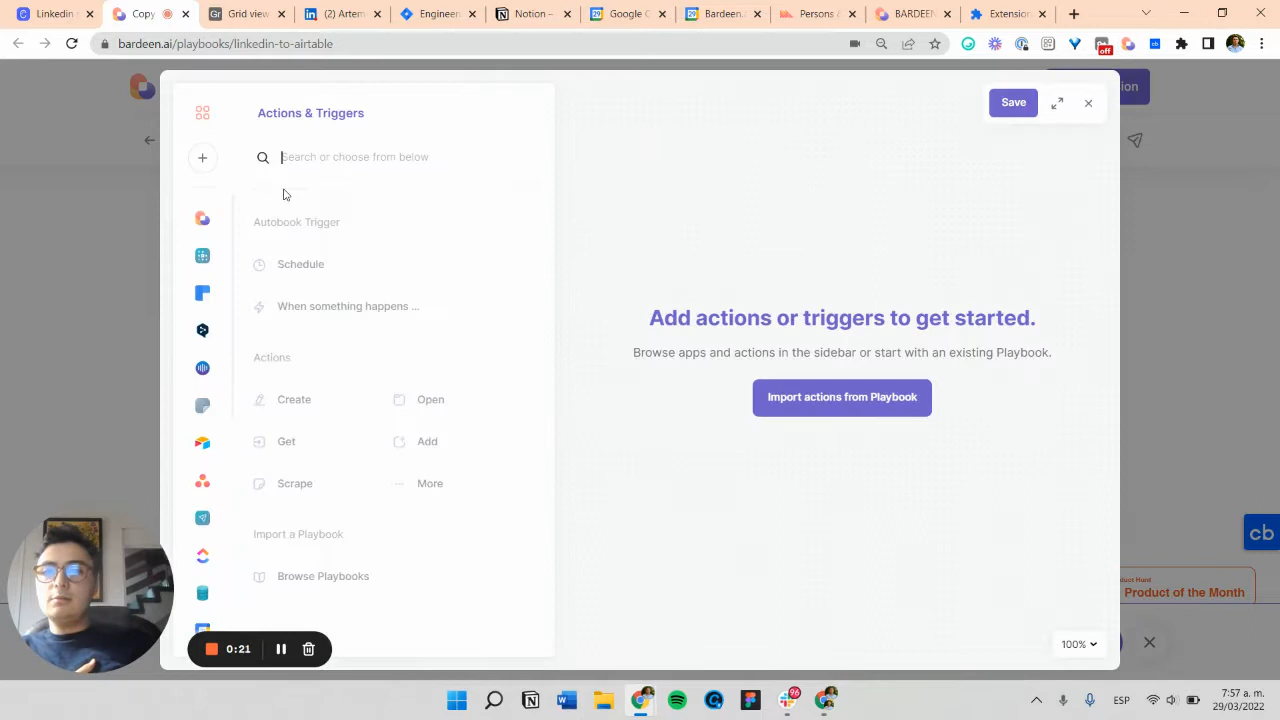 Linkedin r
Copy
Grid view
(2) Artem
Engineer
Notion –
Google C
Bardeen.
Persons &
BARDEEN
Extension
bardeen.ai/playbooks/linkedin-to-airtable
off
ion
Actions & Triggers
Save
Search or choose from below
Autobook Trigger
Schedule
When something happens ...
Add actions or triggers to get started.
Browse apps and actions in the sidebar or start with an existing Playbook.
Import actions from Playbook
Actions
Create
Open
Get
Add
Scrape
More
Import a Playbook
Browse Playbooks
cb
Product of the Month
0:21
100%
96
ESP
7:57 a. m.
29/03/2022